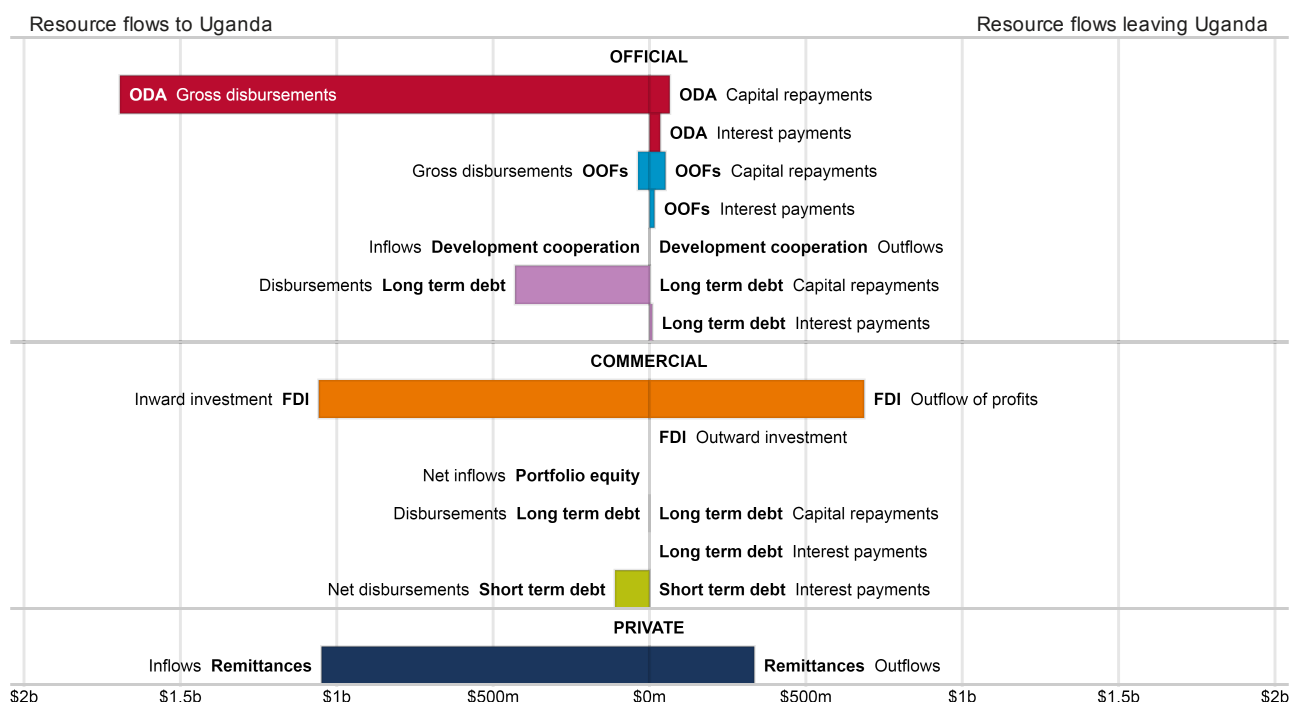 Resource flows to Uganda Resource flows leaving Uganda
OFFICIAL
ODA Gross disbursements ODA Capital repayments
ODA Interest payments
Gross disbursements OOFs OOFs Capital repayments
OOFs Interest payments
Inflows Development cooperation Development cooperation Outflows
Disbursements Long term debt Long term debt Capital repayments
Long term debt Interest payments
COMMERCIAL
Inward investment FDI FDI Outflow of profits
FDI Outward investment
Net inflows Portfolio equity
Disbursements Long term debt Long term debt Capital repayments
Long term debt Interest payments
Net disbursements Short term debt Short term debt Interest payments
PRIVATE
Inflows Remittances Remittances Outflows
$2b $1.5b $1b $500m $0m $500m $1b $1.5b $2b